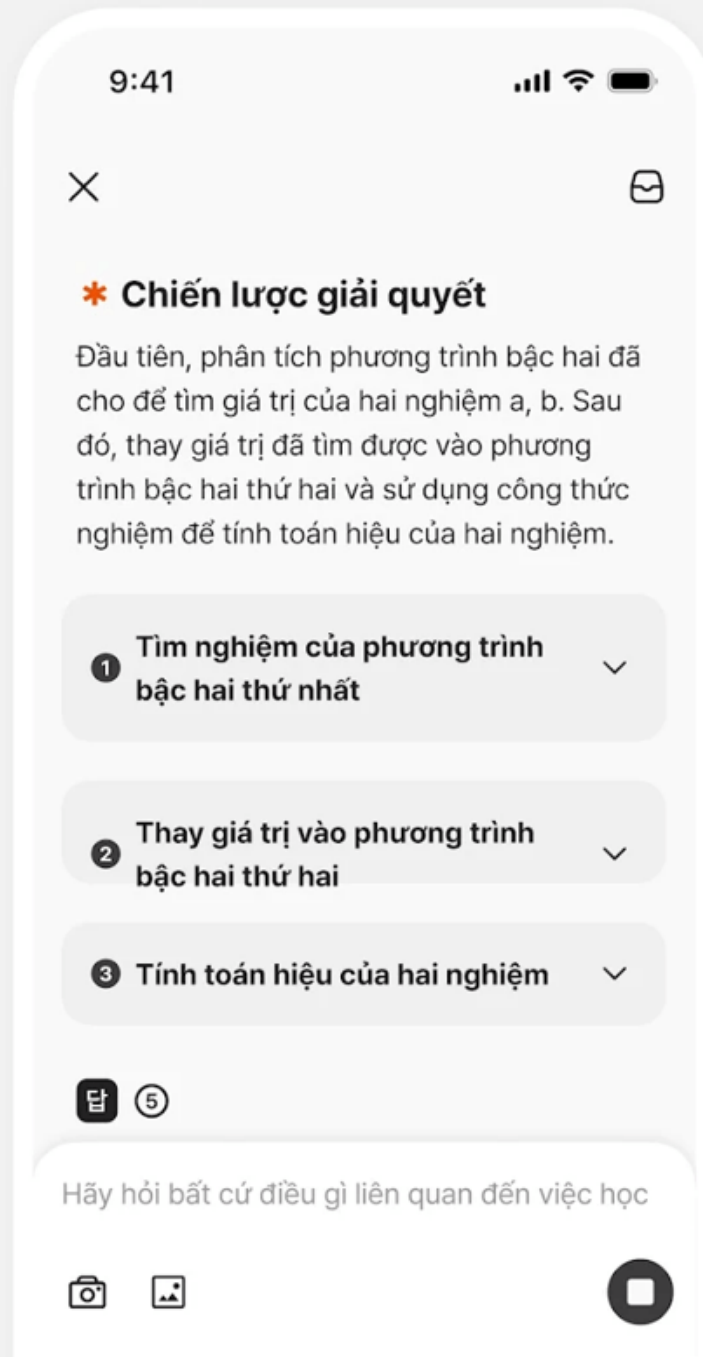 9:41
Chiến lược giải quyết
Đầu tiên, phân tích phương trình bậc hai đã
cho để tìm giá trị của hai nghiệm a, b. Sau
đó, thay giá trị đã tìm được vào phương
trình bậc hai thứ hai và sử dụng công thức
nghiệm để tính toán hiệu của hai nghiệm.
1 Tìm nghiệm của phương trình
bậc hai thứ nhất
2 Thay giá trị vào phương trình
bậc hai thứ hai
3 Tính toán hiệu của hai nghiệm
답 ⑤
Hãy hỏi bất cứ điều gì liên quan đến việc học